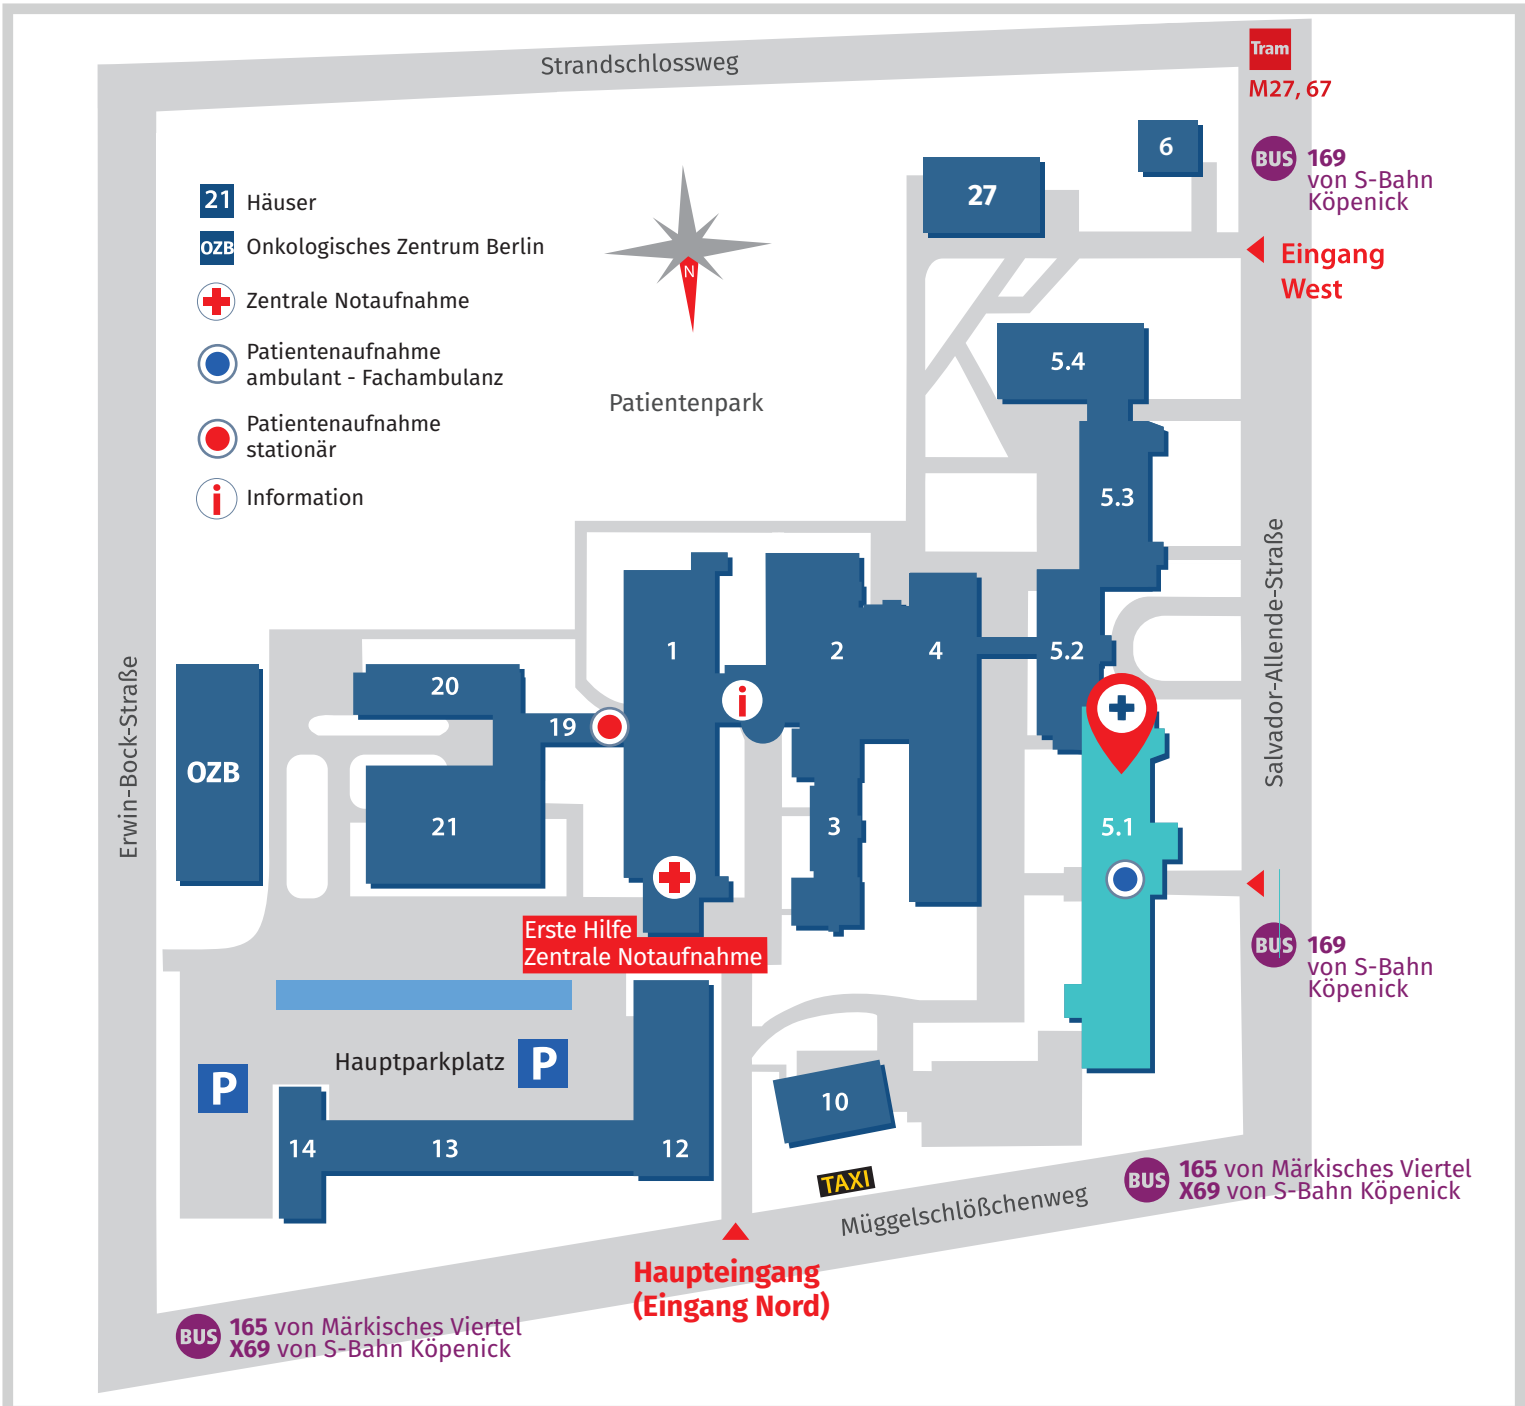 Strandschlossweg
Tram
M27, 67
BUS 169
von S-Bahn
Köpenick
6
27
21 Häuser
OZB Onkologisches Zentrum Berlin
Zentrale Notaufnahme
Patientenaufnahme
ambulant - Fachambulanz
Patientenaufnahme
stationär
i Information
N
Eingang
West
Patientenpark
5.4
5.3
1
2
4
5.2
i
20
19
OZB
21
3
5.1
Erwin-Bock-Straße
Salvador-Allende-Straße
Erste Hilfe
Zentrale Notaufnahme
BUS 169
von S-Bahn
Köpenick
Hauptparkplatz P
P
10
14
13
12
TAXI
Müggelschlößchenweg
BUS 165 von Märkisches Viertel
X69 von S-Bahn Köpenick
Haupteingang
(Eingang Nord)
BUS 165 von Märkisches Viertel
X69 von S-Bahn Köpenick